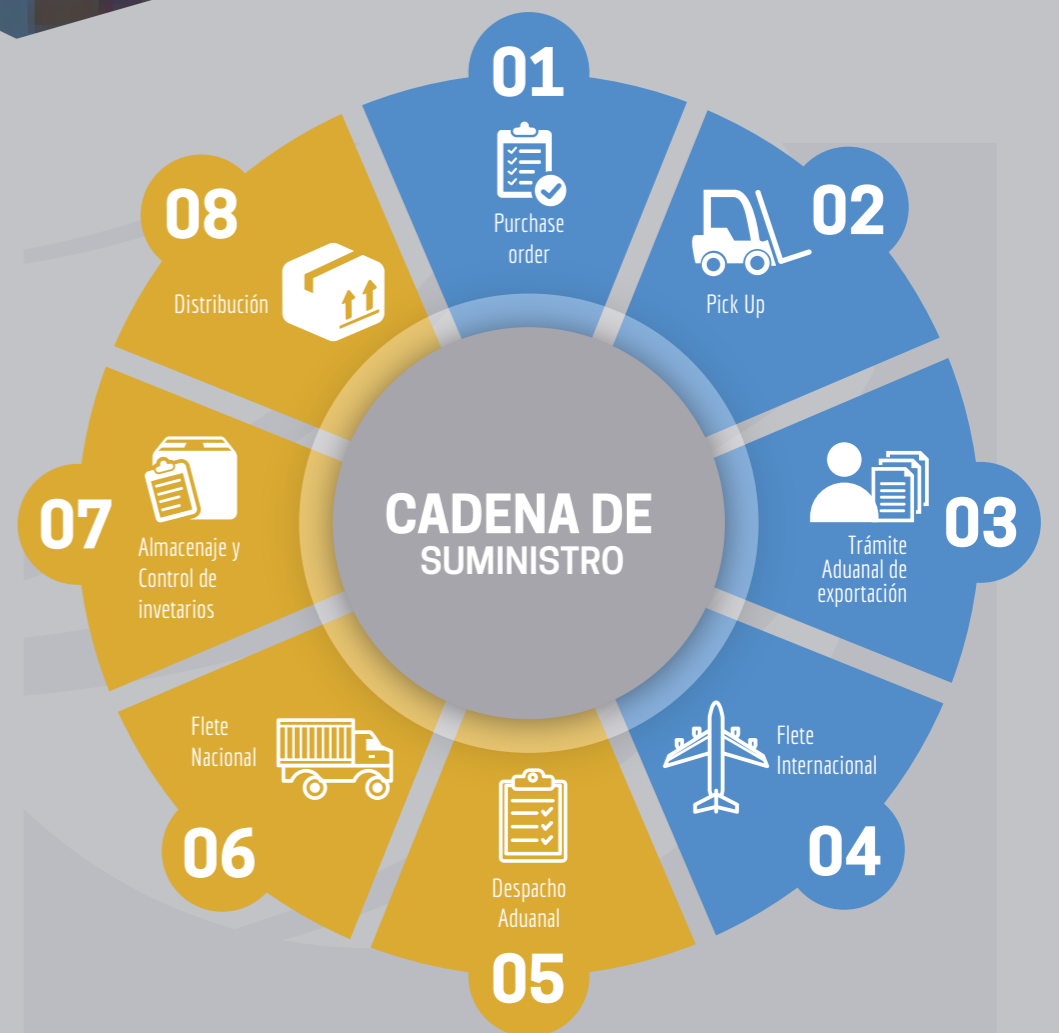 01
Purchase
order
02
Pick Up
03
Trámite
Aduanal de
exportación
04
Flete
Internacional
05
Despacho
Aduanal
06
Flete
Nacional
07
Almacenaje y
Control de
invetarios
08
Distribución
CADENA DE
SUMINISTRO